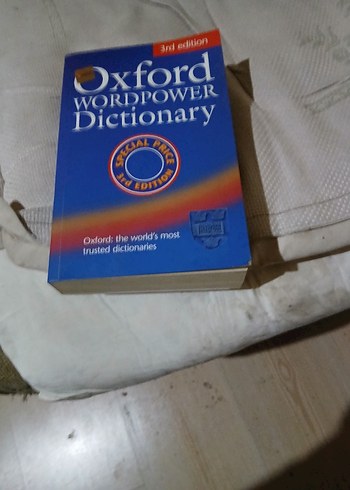 3rd edition
Oxford
WORDPOWER
Dictionary
SPECIAL PRICE
3rd EDITION
Oxford: the world's most
trusted dictionaries